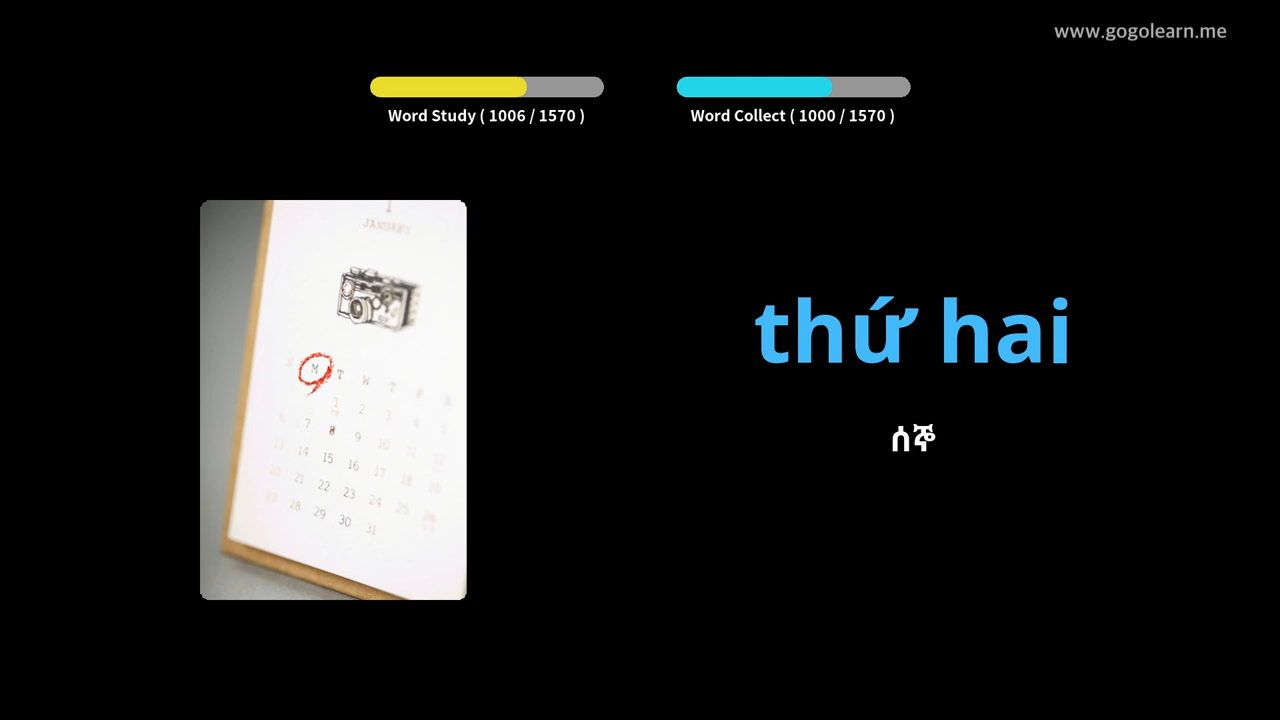 www.gogolearn.me
Word Study ( 1006 / 1570 )
Word Collect ( 1000 / 1570 )
JANUARY
M T W T
1 2 3 4 5
6 7 8 9 10 11
13 14 15 16 17 18 19
20 21 22 23 24 25 26
28 29 30 31
thứ hai
ሰኞ